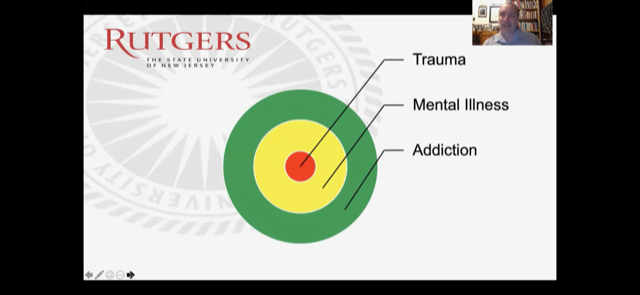 RUTGERS
THE STATE UNIVERSITY
OF NEW JERSEY
Trauma
Mental Illness
Addiction